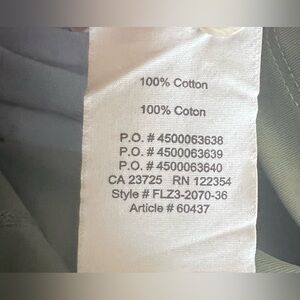 100% Cotton
100% Coton
P.O. # 4500063638
P.O. # 4500063639
P.O. # 4500063640
CA 23725 RN 122354
Style # FLZ3-2070-36
Article # 60437